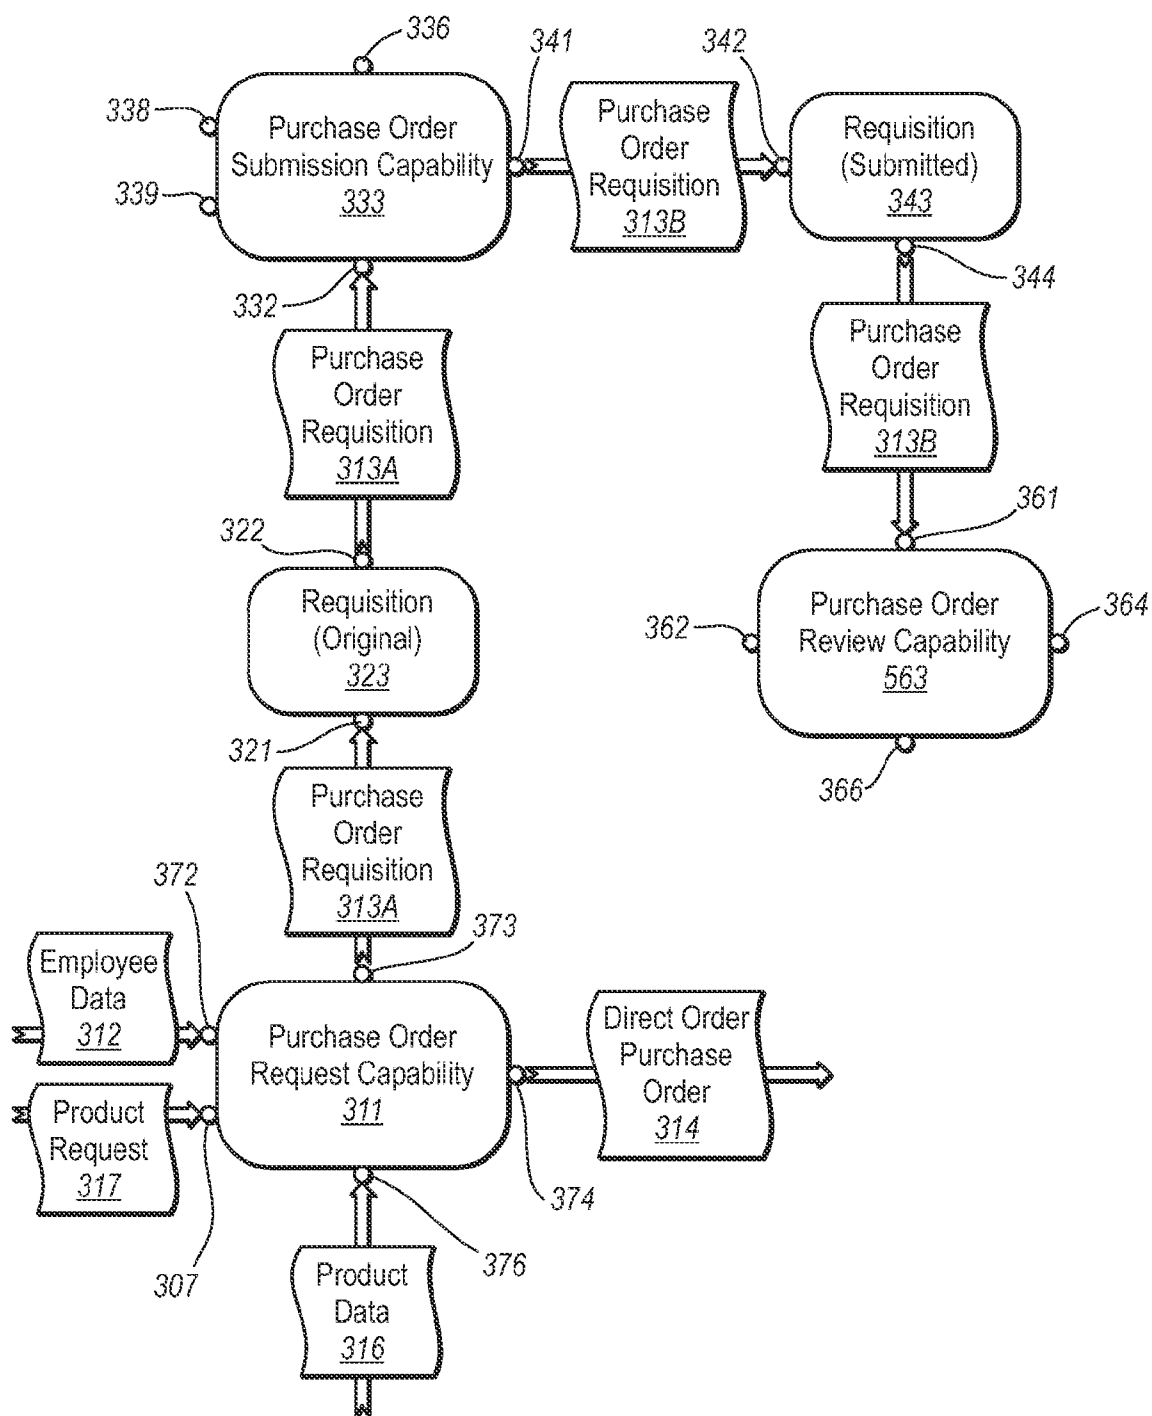 336
341
342
338
Purchase Order
Submission Capability
333
Purchase
Order
Requisition
313B
Requisition
(Submitted)
343
339
332
344
Purchase
Order
Requisition
313A
Purchase
Order
Requisition
313B
322
361
Requisition
(Original)
323
362
Purchase Order
Review Capability
563
364
321
366
Purchase
Order
Requisition
313A
372
373
Employee
Data
312
Purchase Order
Request Capability
311
Direct Order
Purchase
Order
314
Product
Request
317
374
307
376
Product
Data
316